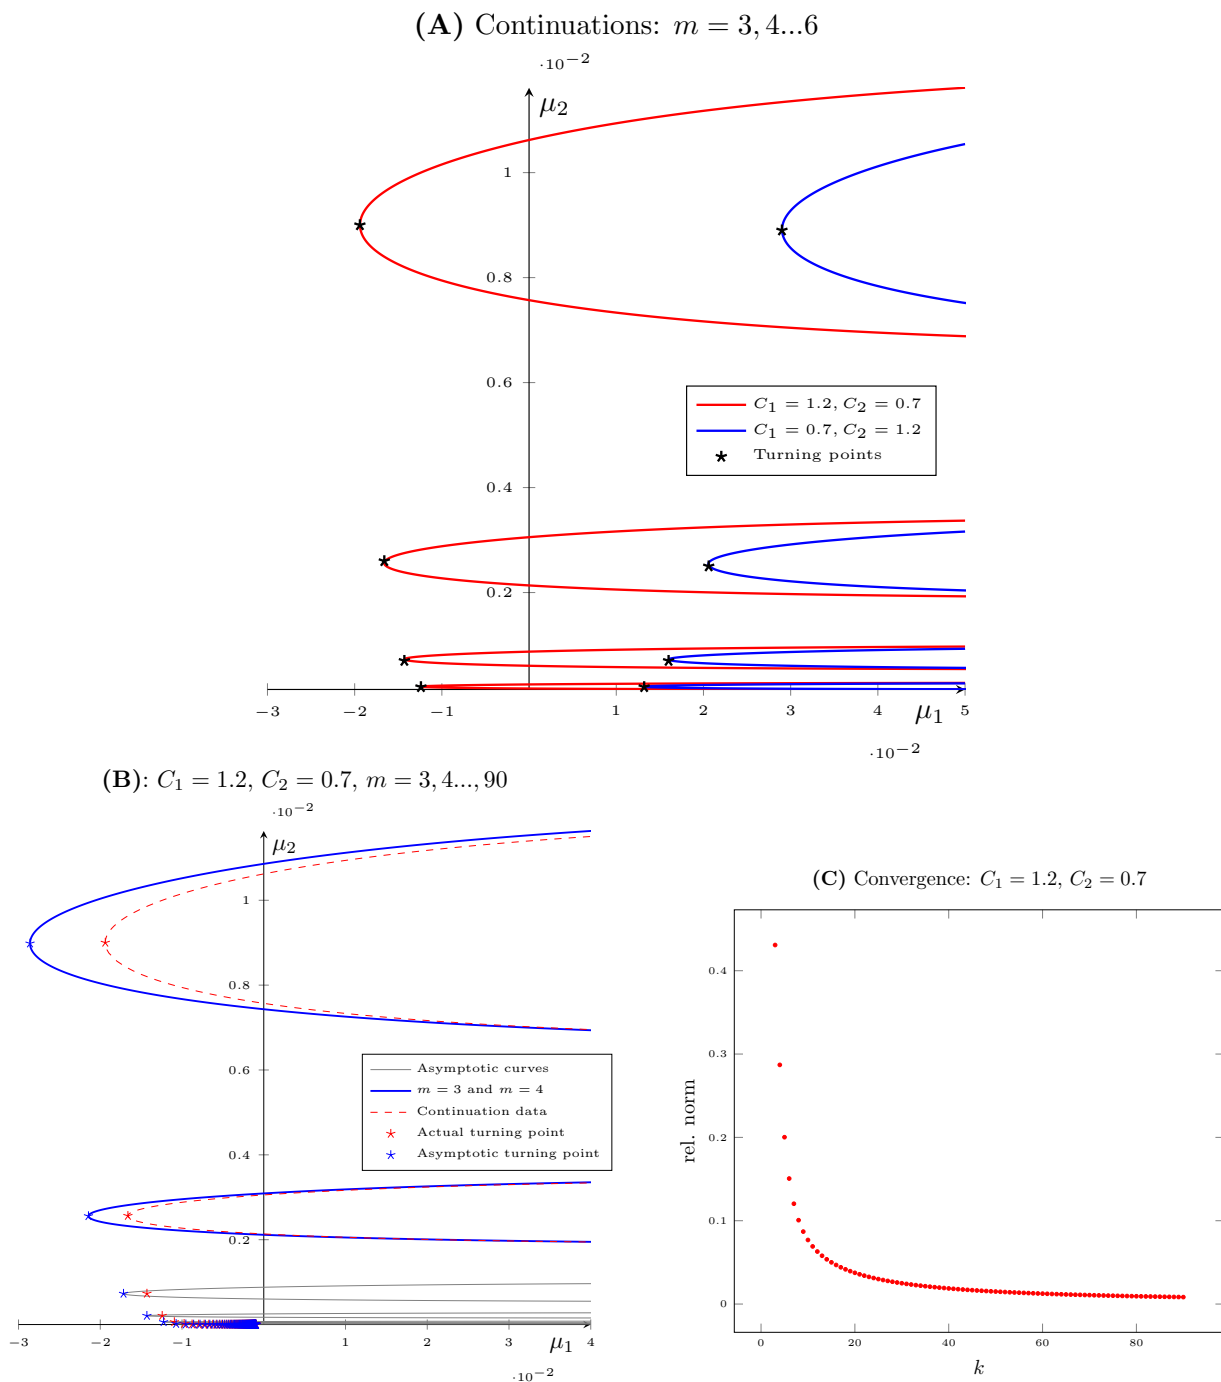 (A) Continuations: m = 3, 4...6
·10−2
μ2
1
0.8
0.6
C1 = 1.2, C2 = 0.7
C1 = 0.7, C2 = 1.2
Turning points
0.4
0.2
−3 −2 −1 1 2 3 4 5
μ1
·10−2
(B): C1 = 1.2, C2 = 0.7, m = 3, 4..., 90
·10−2
μ2
1
0.8
0.6
Asymptotic curves
m = 3 and m = 4
Continuation data
Actual turning point
Asymptotic turning point
0.4
0.2
−3 −2 −1 1 2 3 4
μ1
·10−2
(C) Convergence: C1 = 1.2, C2 = 0.7
0.4
0.3
0.2
0.1
0
rel. norm
0 20 40 60 80
k